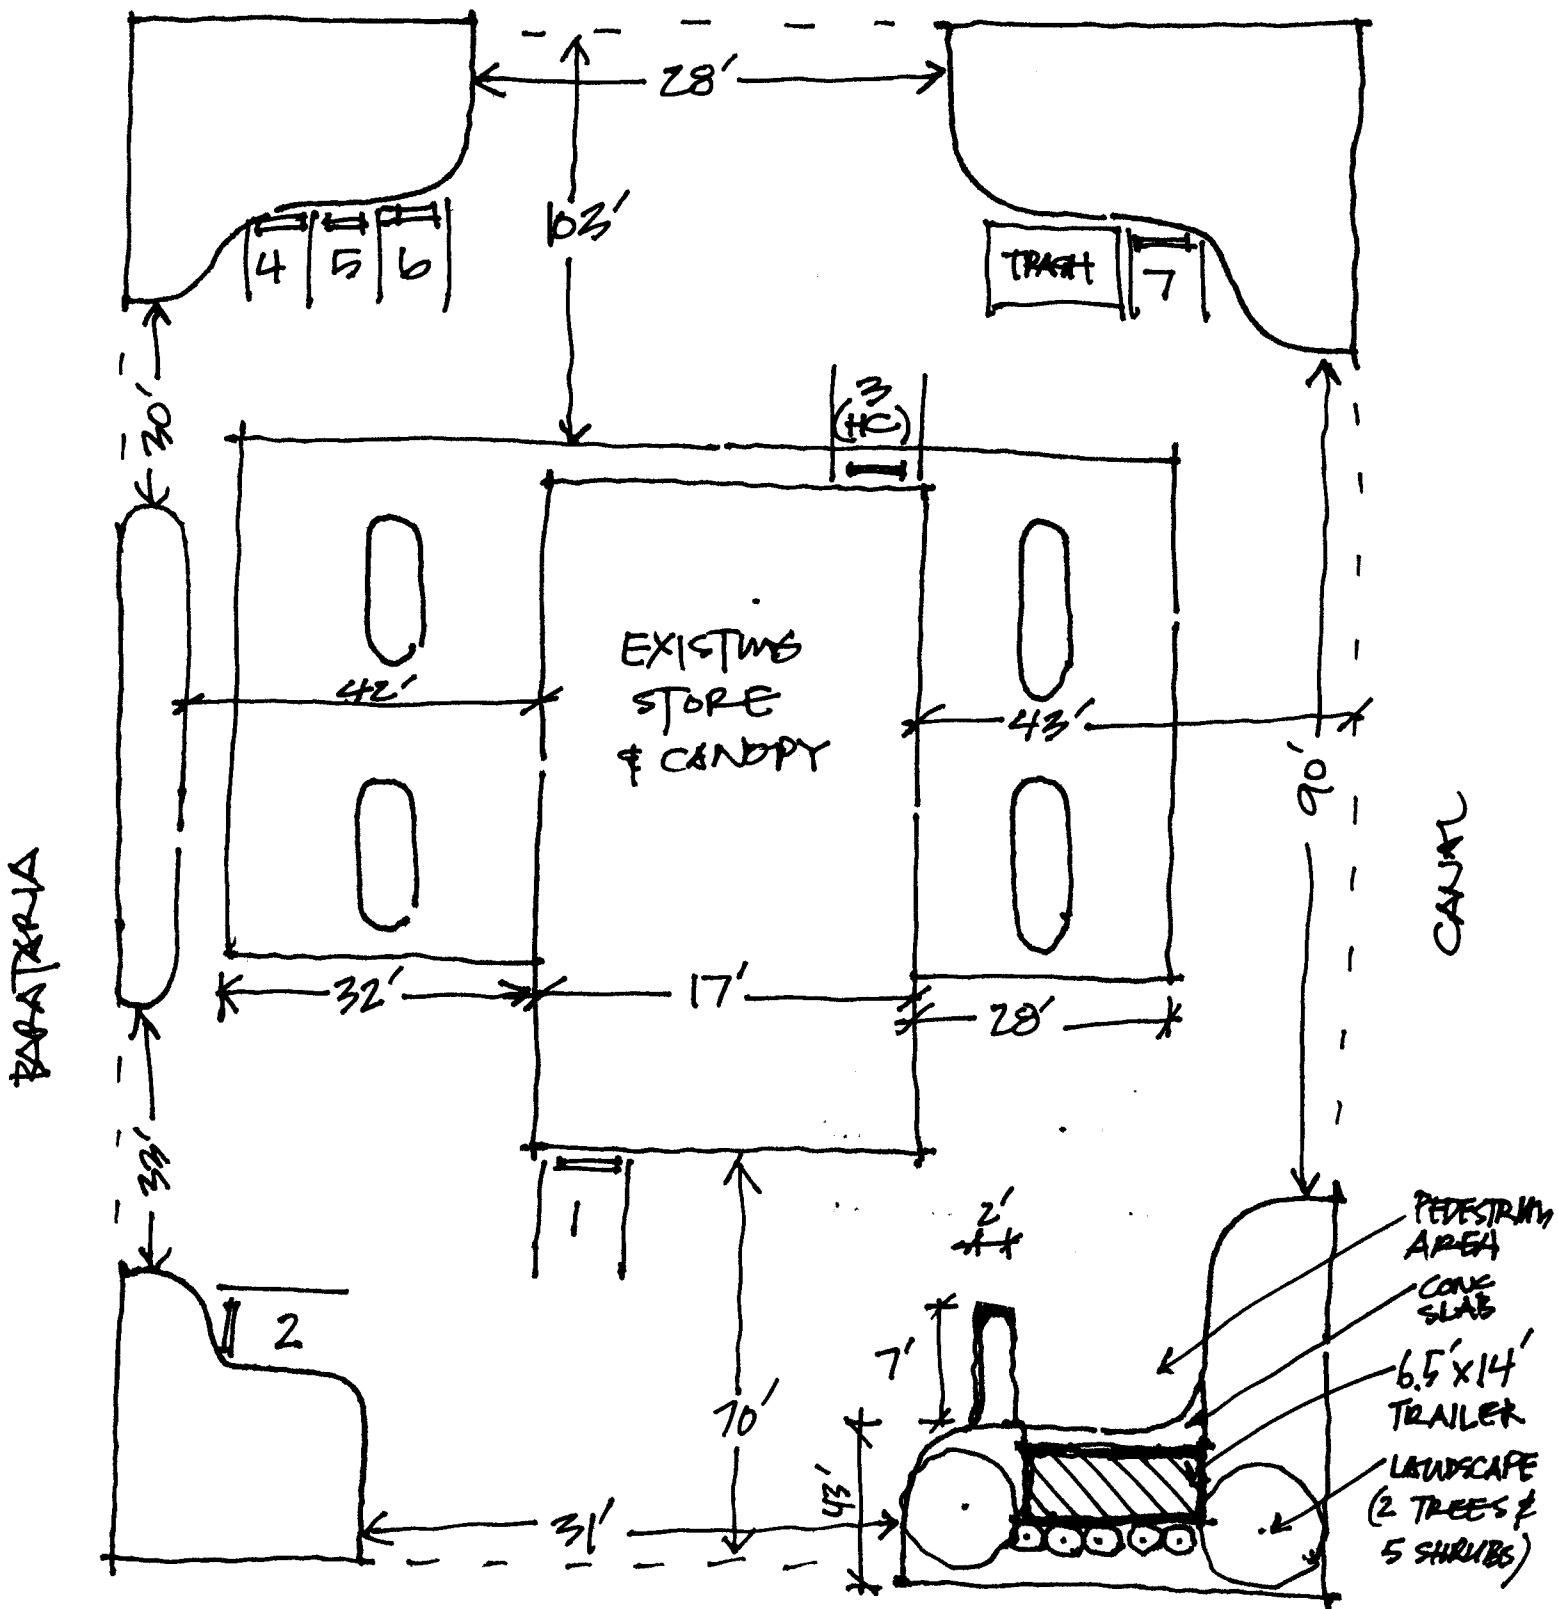 28'
103'
4 5 6
TRASH
7
30'
3
(HC)
EXISTING
STORE
& CANOPY
42'
43'
90'
BARATARIA
CANAL
32'
17'
28'
33'
1
2'
PEDESTRIAN
AREA
CONC
SLAB
2
7'
6.5' x 14'
TRAILER
70'
43'
LANDSCAPE
(2 TREES &
5 SHRUBS)
31'